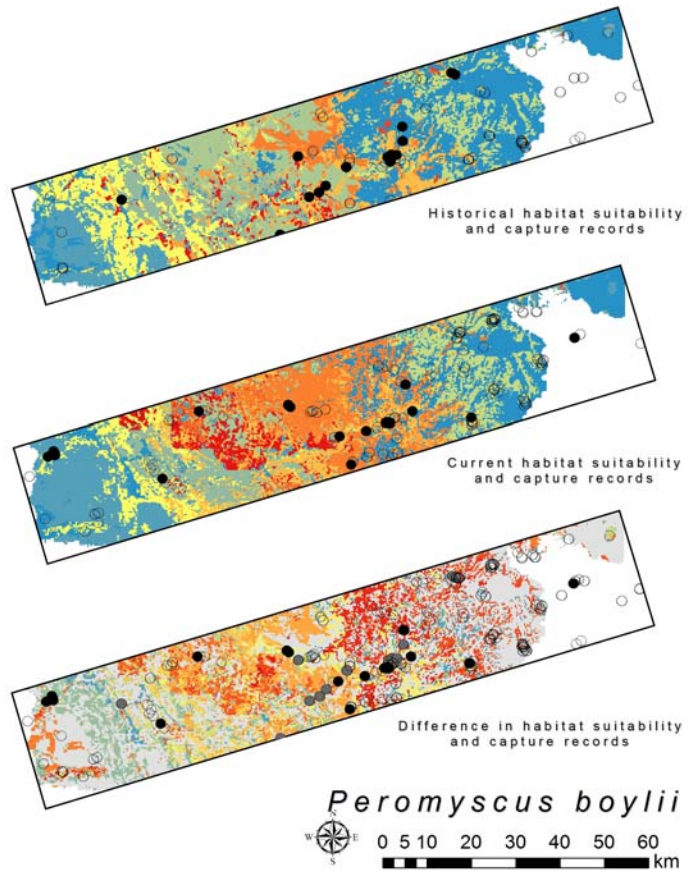 Historical habitat suitability
and capture records
Current habitat suitability
and capture records
Difference in habitat suitability
and capture records
Peromyscus boylii
N
W E
S
0 5 10 20 30 40 50 60
km